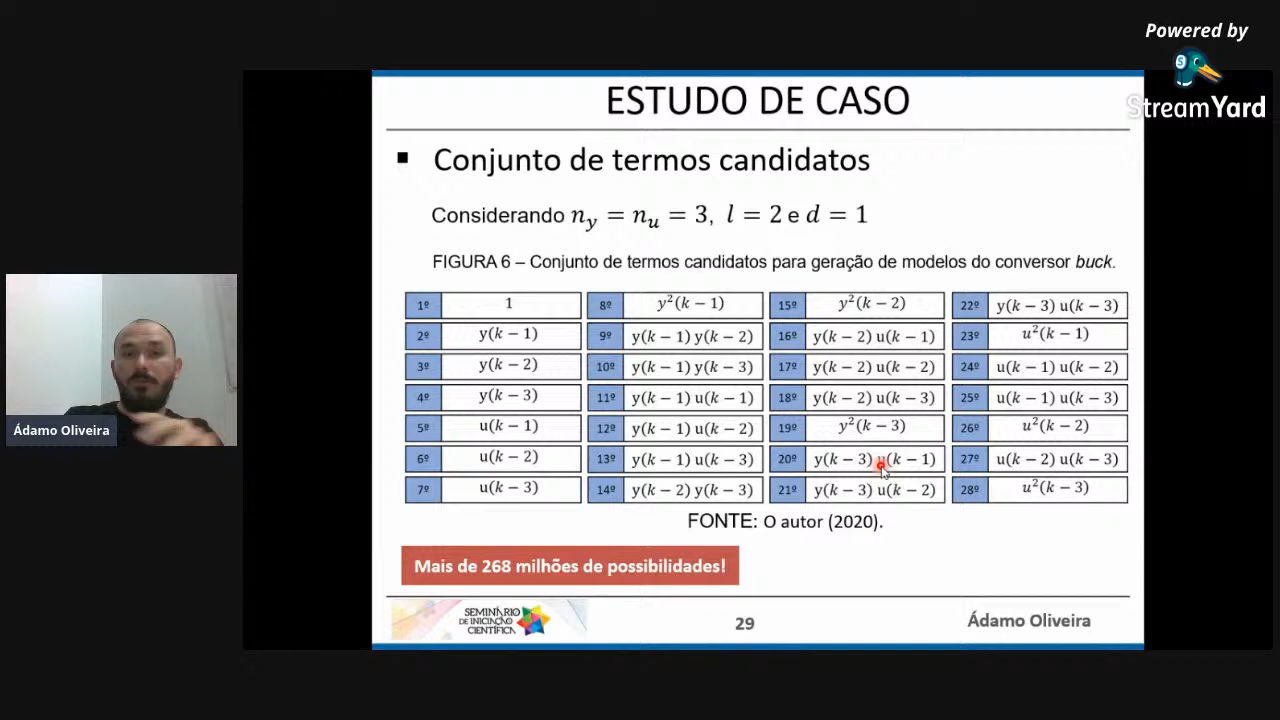 Powered by
StreamYard
ESTUDO DE CASO
▪ Conjunto de termos candidatos
Considerando n_y = n_u = 3, l = 2 e d = 1
FIGURA 6 – Conjunto de termos candidatos para geração de modelos do conversor buck.
1º 1 8º y²(k − 1) 15º y²(k − 2) 22º y(k − 3) u(k − 3)
2º y(k − 1) 9º y(k − 1) y(k − 2) 16º y(k − 2) u(k − 1) 23º u²(k − 1)
3º y(k − 2) 10º y(k − 1) y(k − 3) 17º y(k − 2) u(k − 2) 24º u(k − 1) u(k − 2)
4º y(k − 3) 11º y(k − 1) u(k − 1) 18º y(k − 2) u(k − 3) 25º u(k − 1) u(k − 3)
5º u(k − 1) 12º y(k − 1) u(k − 2) 19º y²(k − 3) 26º u²(k − 2)
6º u(k − 2) 13º y(k − 1) u(k − 3) 20º y(k − 3) u(k − 1) 27º u(k − 2) u(k − 3)
7º u(k − 3) 14º y(k − 2) y(k − 3) 21º y(k − 3) u(k − 2) 28º u²(k − 3)
FONTE: O autor (2020).
Mais de 268 milhões de possibilidades!
SEMINÁRIO
DE INICIAÇÃO
CIENTÍFICA
29
Ádamo Oliveira
Ádamo Oliveira